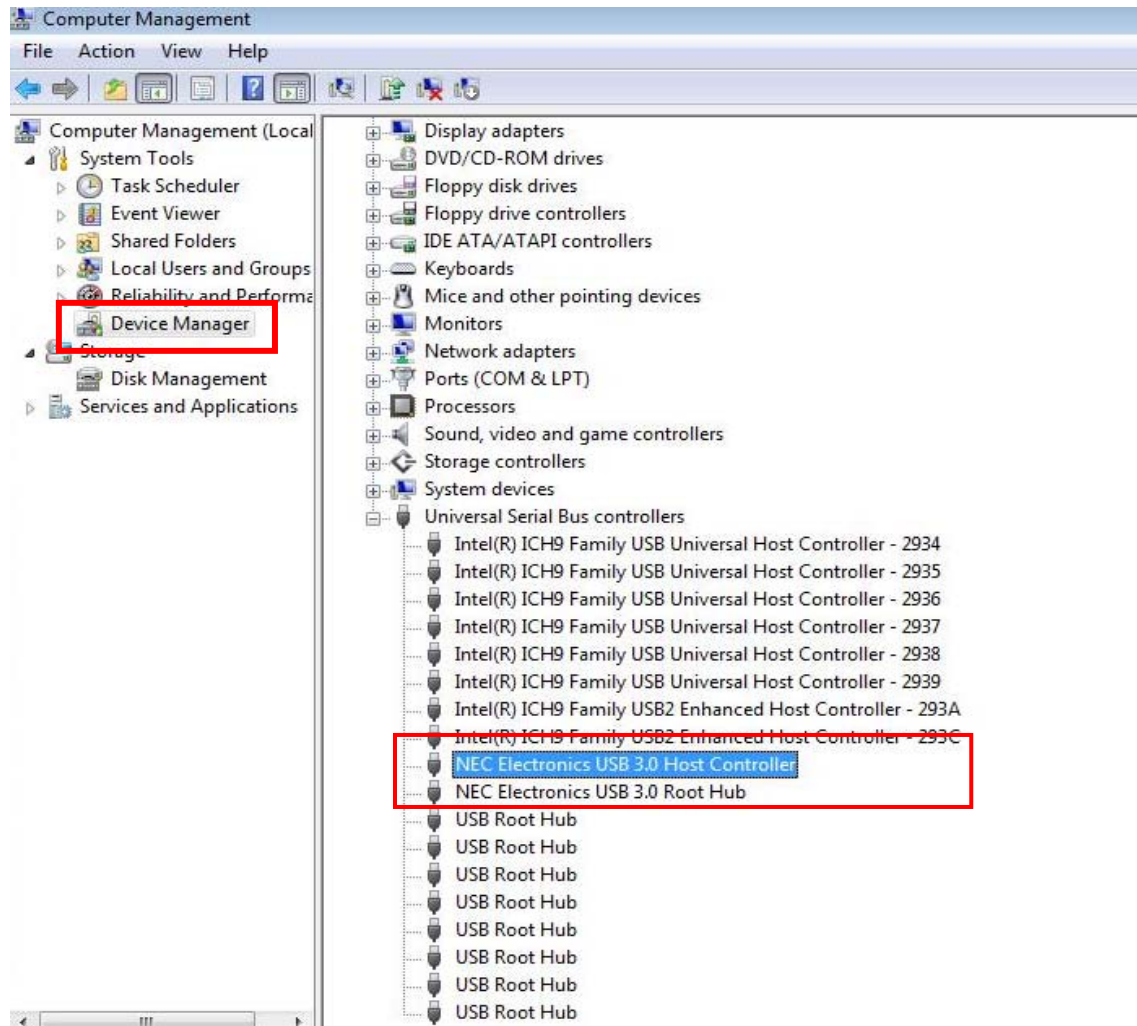 Computer Management
File Action View Help
Computer Management (Local
System Tools
Task Scheduler
Event Viewer
Shared Folders
Local Users and Groups
Reliability and Performa
Device Manager
Storage
Disk Management
Services and Applications
Display adapters
DVD/CD-ROM drives
Floppy disk drives
Floppy drive controllers
IDE ATA/ATAPI controllers
Keyboards
Mice and other pointing devices
Monitors
Network adapters
Ports (COM & LPT)
Processors
Sound, video and game controllers
Storage controllers
System devices
Universal Serial Bus controllers
Intel(R) ICH9 Family USB Universal Host Controller - 2934
Intel(R) ICH9 Family USB Universal Host Controller - 2935
Intel(R) ICH9 Family USB Universal Host Controller - 2936
Intel(R) ICH9 Family USB Universal Host Controller - 2937
Intel(R) ICH9 Family USB Universal Host Controller - 2938
Intel(R) ICH9 Family USB Universal Host Controller - 2939
Intel(R) ICH9 Family USB2 Enhanced Host Controller - 293A
Intel(R) ICH9 Family USB2 Enhanced Host Controller - 293C
NEC Electronics USB 3.0 Host Controller
NEC Electronics USB 3.0 Root Hub
USB Root Hub
USB Root Hub
USB Root Hub
USB Root Hub
USB Root Hub
USB Root Hub
USB Root Hub
USB Root Hub